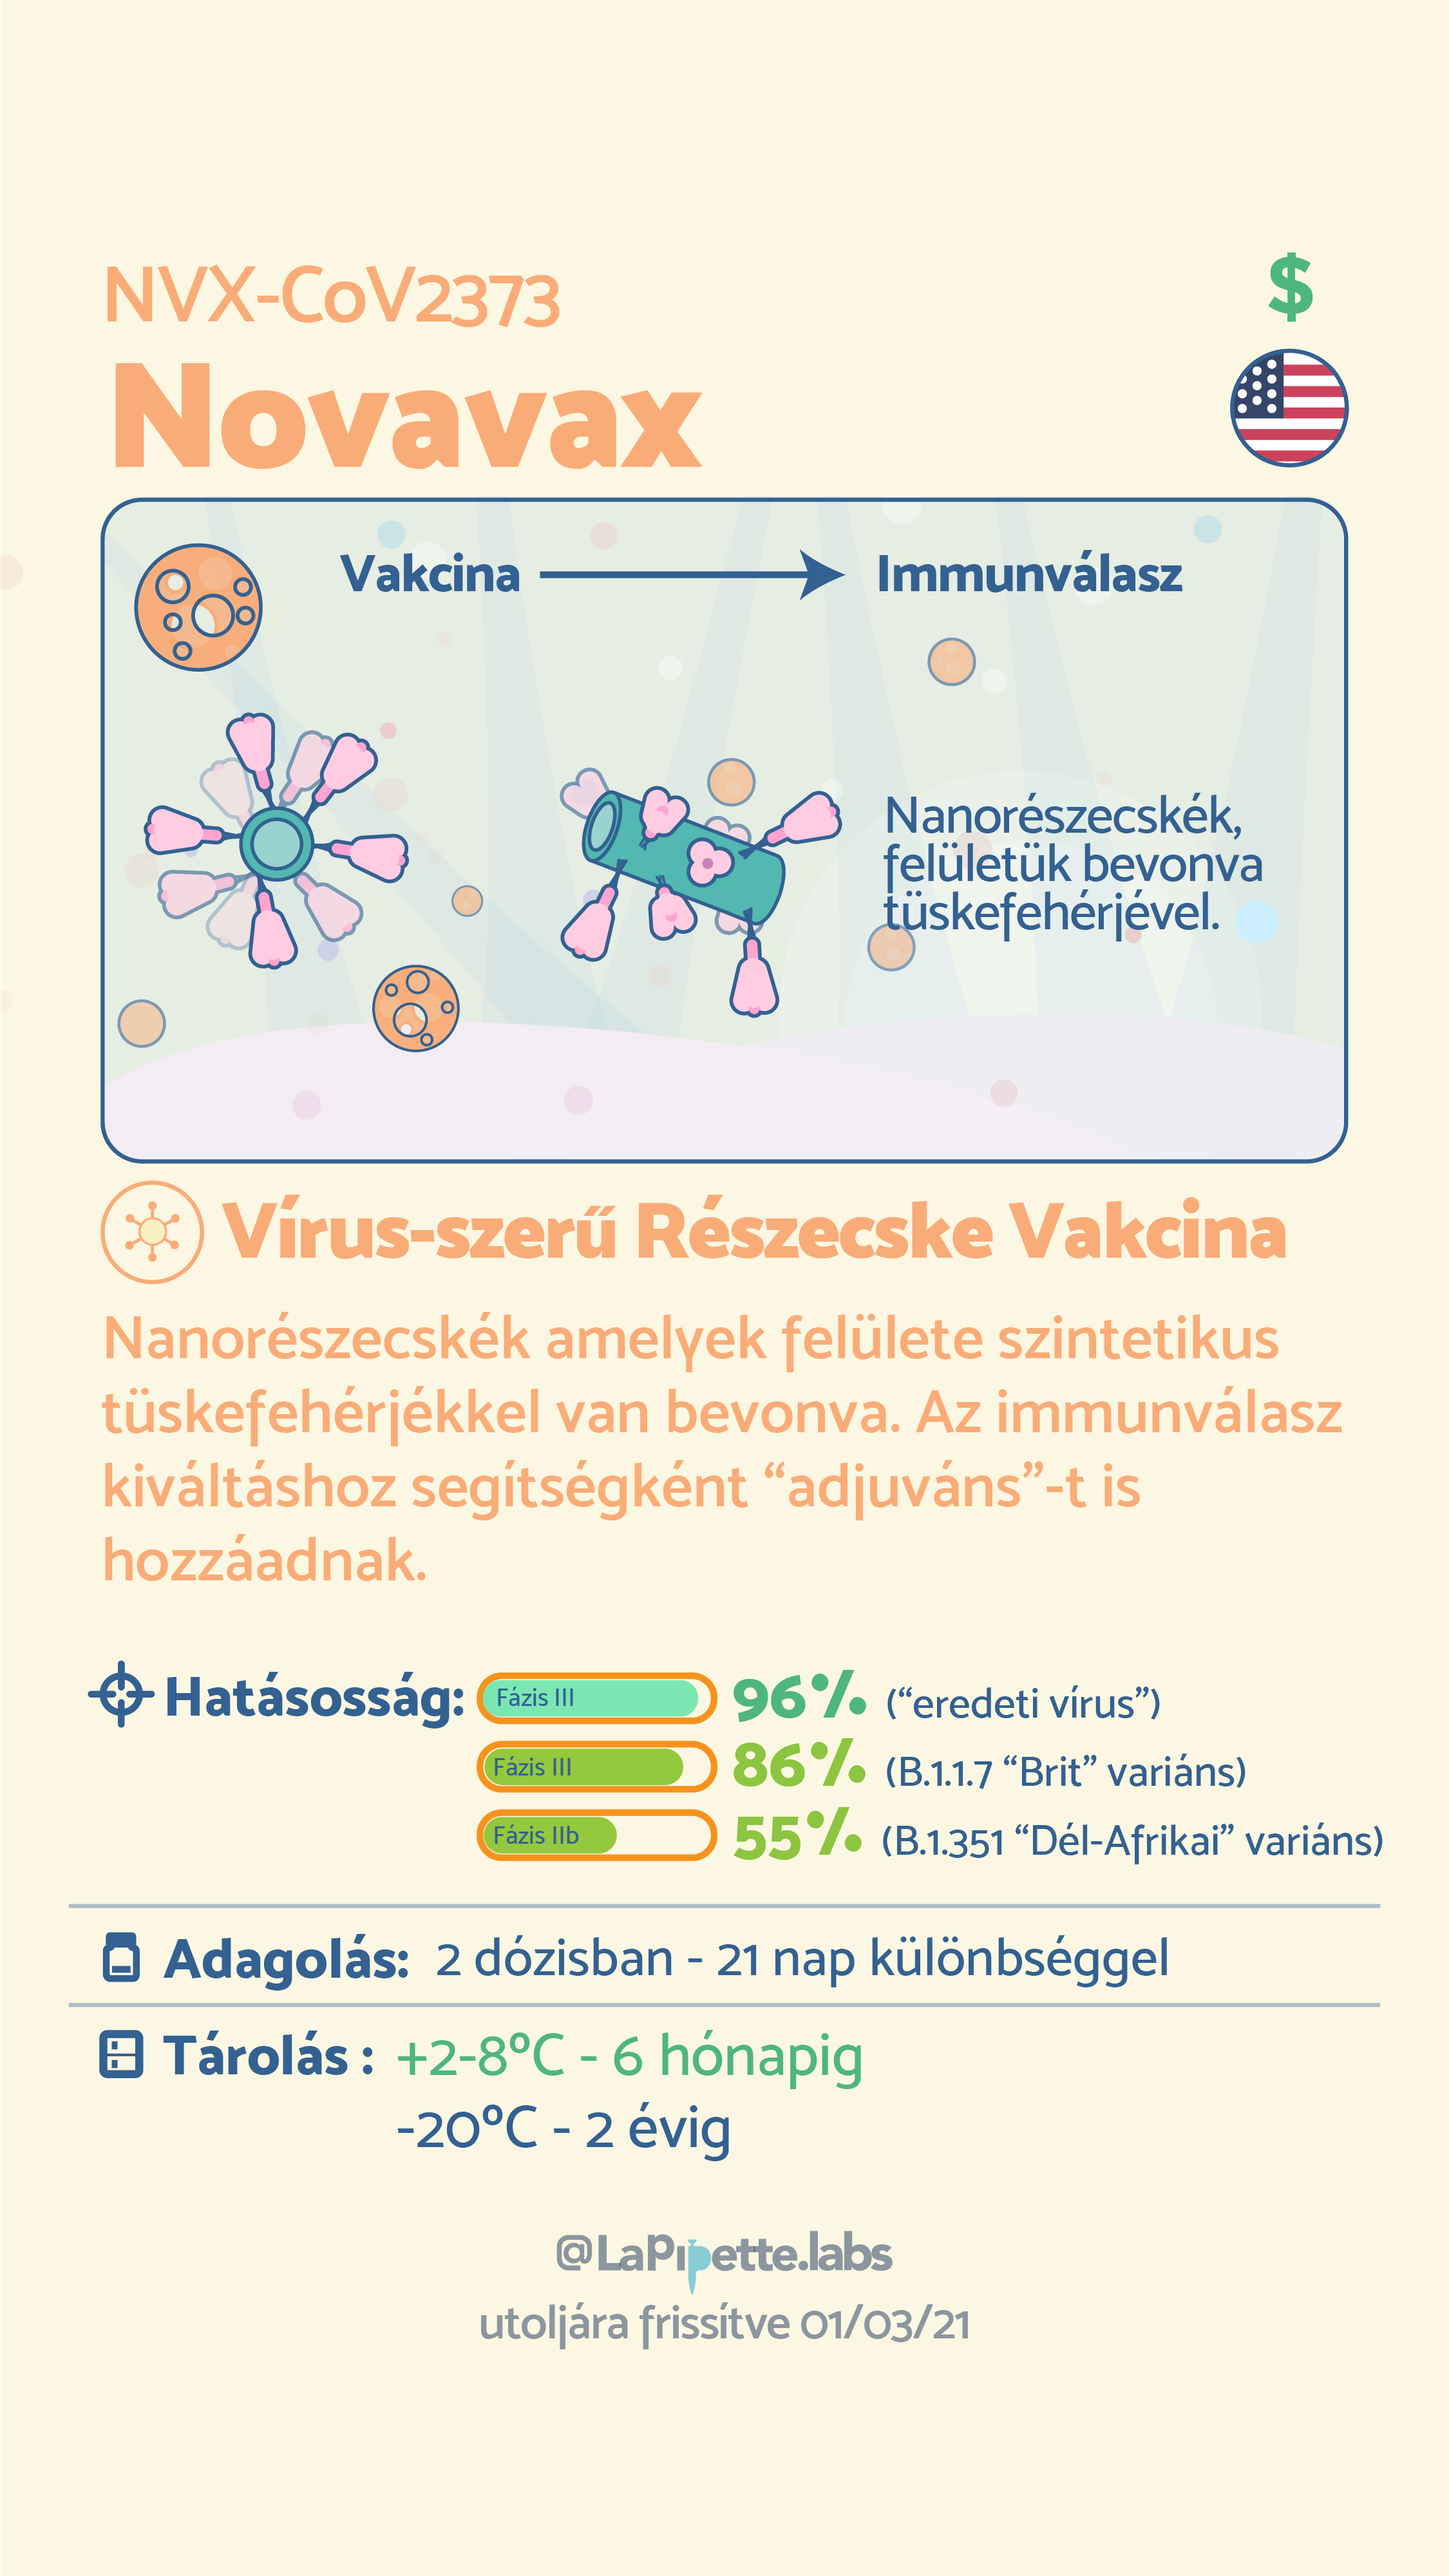 NVX-CoV2373
$
Novavax
Vakcina
Immunválasz
Nanorészecskék,
felületük bevonva
tüskefehérjével.
Vírus-szerű Részecske Vakcina
Nanorészecskék amelyek felülete szintetikus
tüskefehérjékkel van bevonva. Az immunválasz
kiváltáshoz segítségként “adjuváns”-t is
hozzáadnak.
Hatásosság: Fázis III 96% (“eredeti vírus”)
Fázis III 86% (B.1.1.7 “Brit” variáns)
Fázis IIb 55% (B.1.351 “Dél-Afrikai” variáns)
Adagolás: 2 dózisban - 21 nap különbséggel
Tárolás : +2-8°C - 6 hónapig
-20°C - 2 évig
@LaPipette.labs
utoljára frissítve 01/03/21